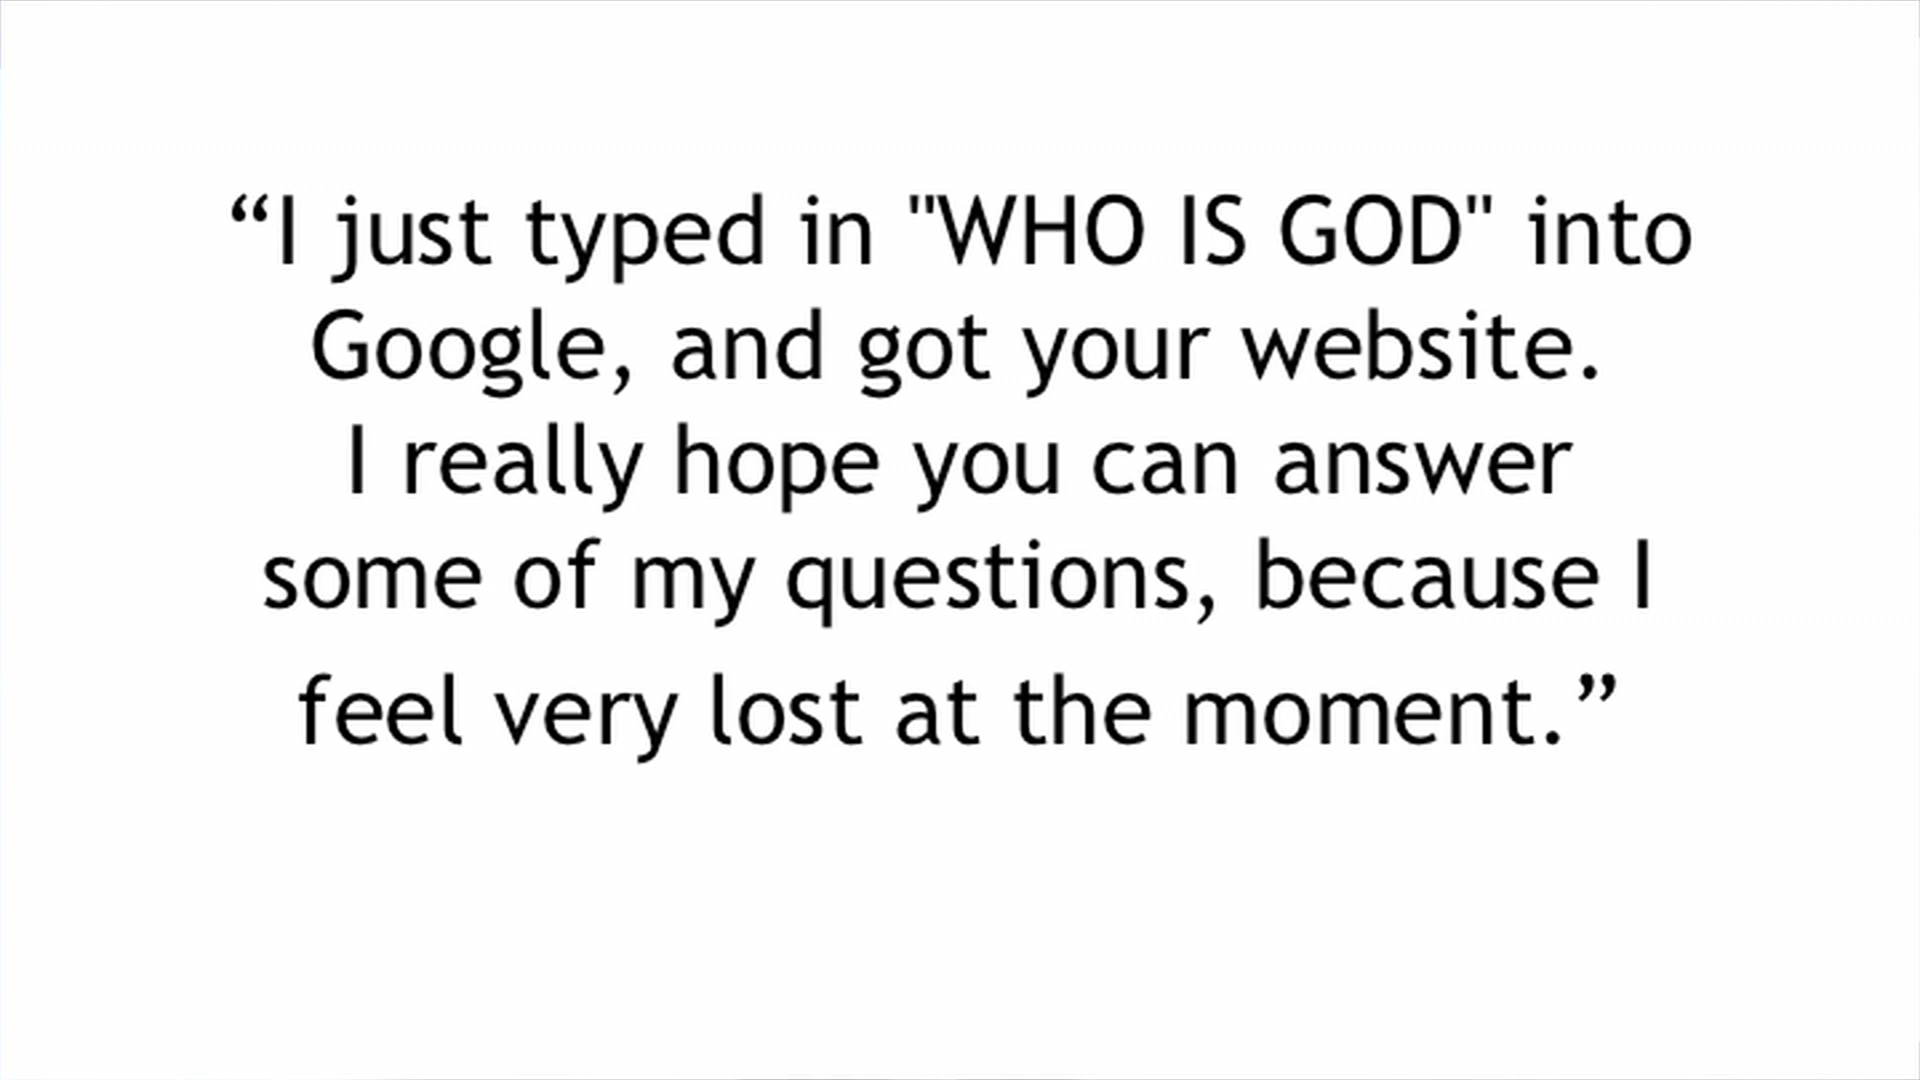 “I just typed in "WHO IS GOD" into
Google, and got your website.
I really hope you can answer
some of my questions, because I
feel very lost at the moment.”